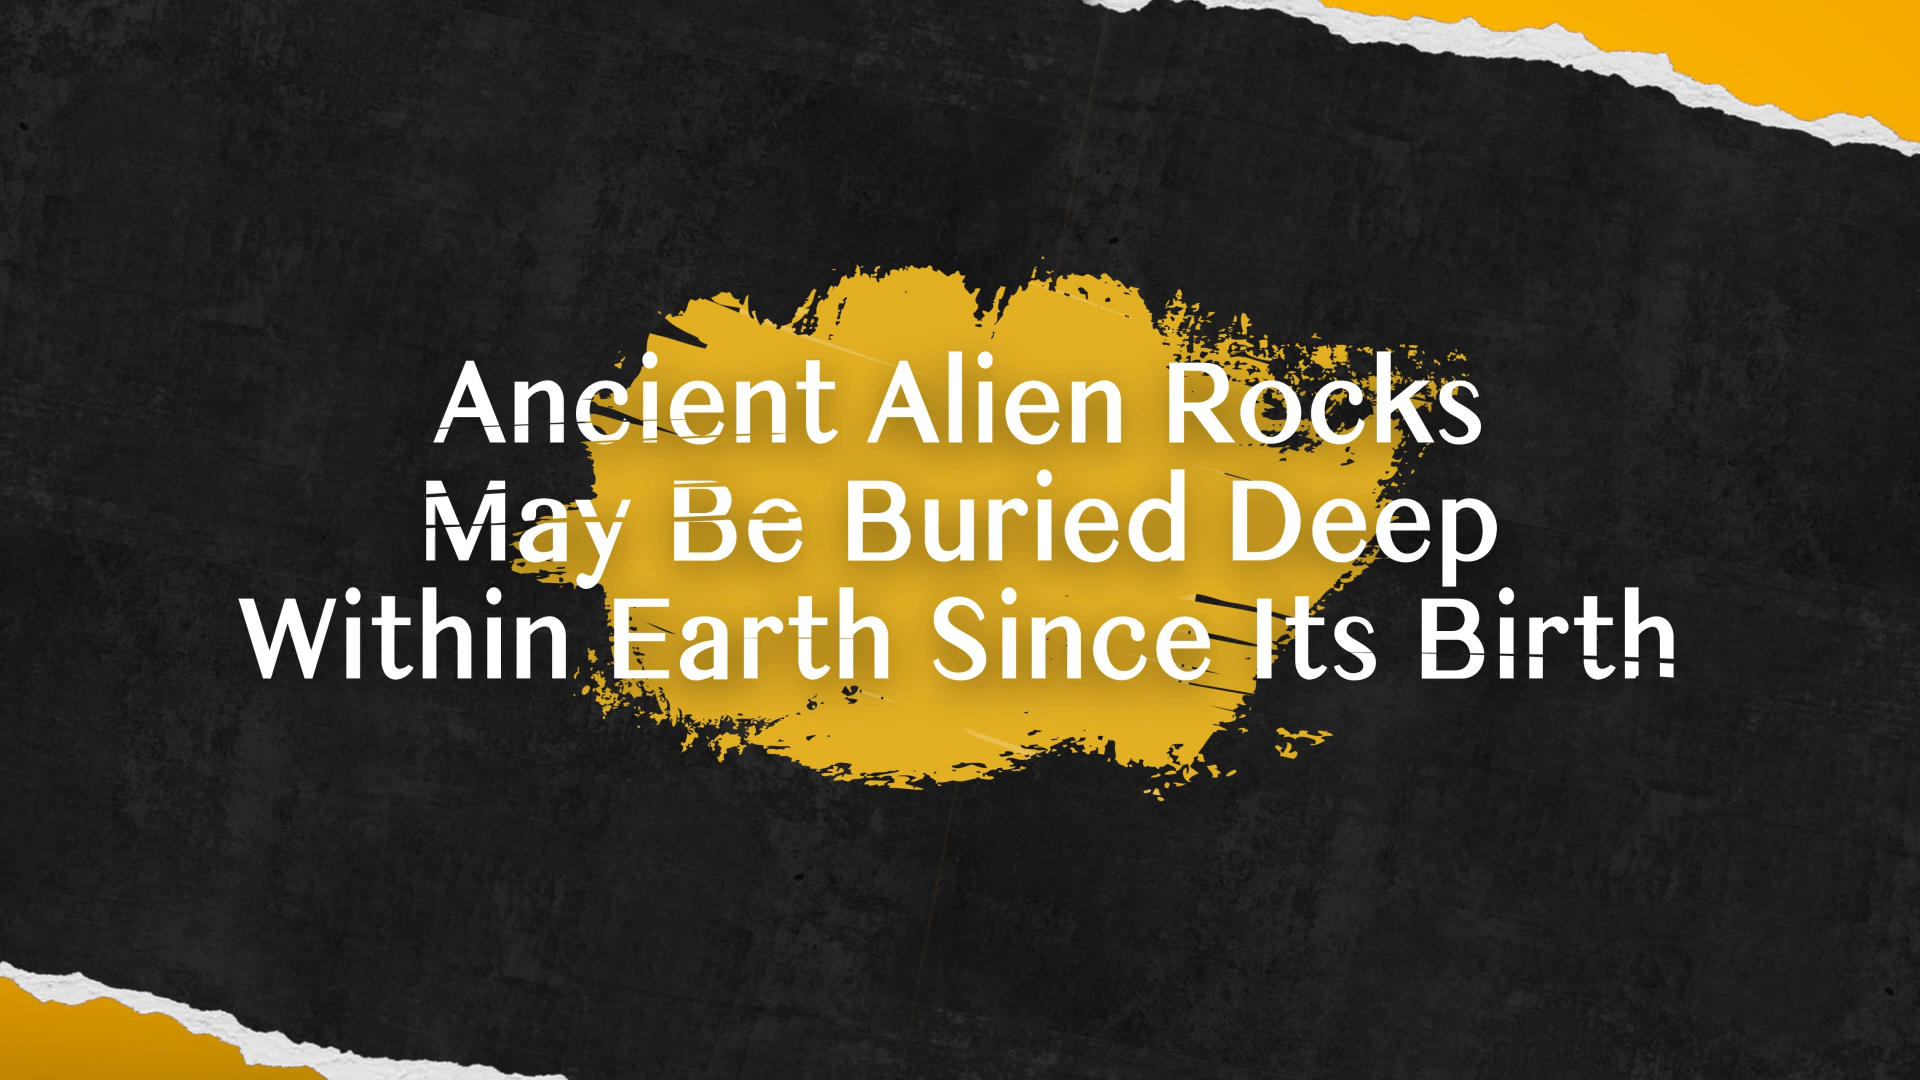 Ancient Alien Rocks
May Be Buried Deep
Within Earth Since Its Birth